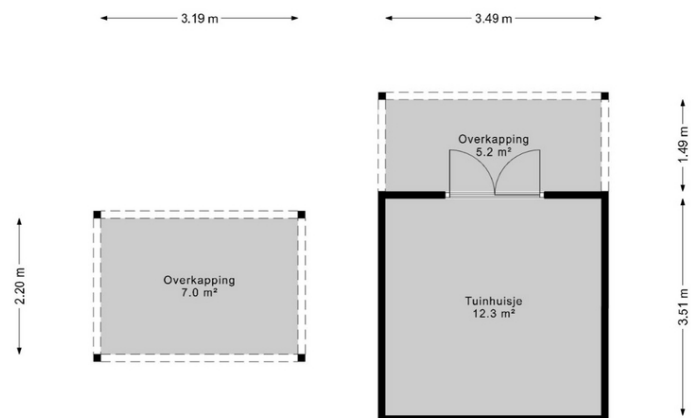 3.19 m
3.49 m
Overkapping
5.2 m²
1.49 m
2.20 m
Overkapping
7.0 m²
Tuinhuisje
12.3 m²
3.51 m